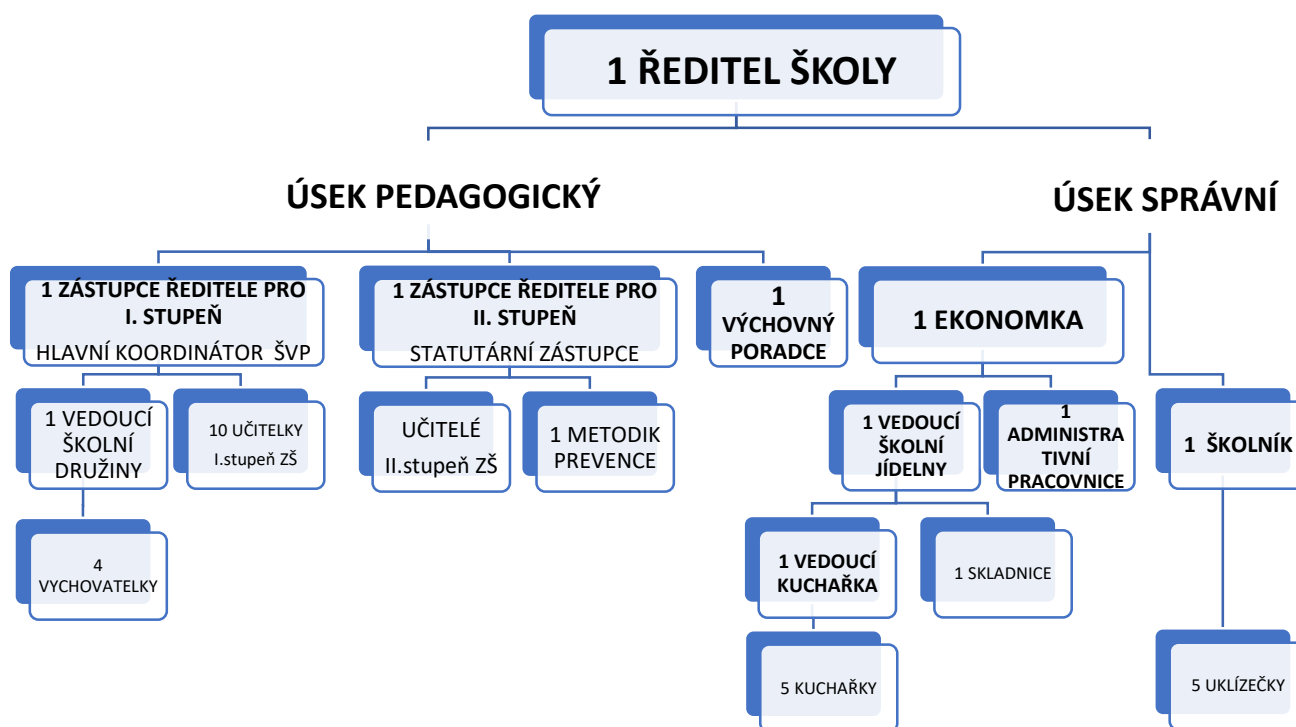 1 ŘEDITEL ŠKOLY
ÚSEK PEDAGOGICKÝ
ÚSEK SPRÁVNÍ
1 ZÁSTUPCE ŘEDITELE PRO
I. STUPEŇ
HLAVNÍ KOORDINÁTOR ŠVP
1 ZÁSTUPCE ŘEDITELE PRO
II. STUPEŇ
STATUTÁRNÍ ZÁSTUPCE
1
VÝCHOVNÝ
PORADCE
1 EKONOMKA
1 VEDOUCÍ
ŠKOLNÍ
DRUŽINY
10 UČITELKY
I.stupeň ZŠ
UČITELÉ
II.stupeň ZŠ
1 METODIK
PREVENCE
1 VEDOUCÍ
ŠKOLNÍ
JÍDELNY
1
ADMINISTRA
TIVNÍ
PRACOVNICE
1 ŠKOLNÍK
4
VYCHOVATELKY
1 VEDOUCÍ
KUCHAŘKA
1 SKLADNICE
5 KUCHAŘKY
5 UKLÍZEČKY